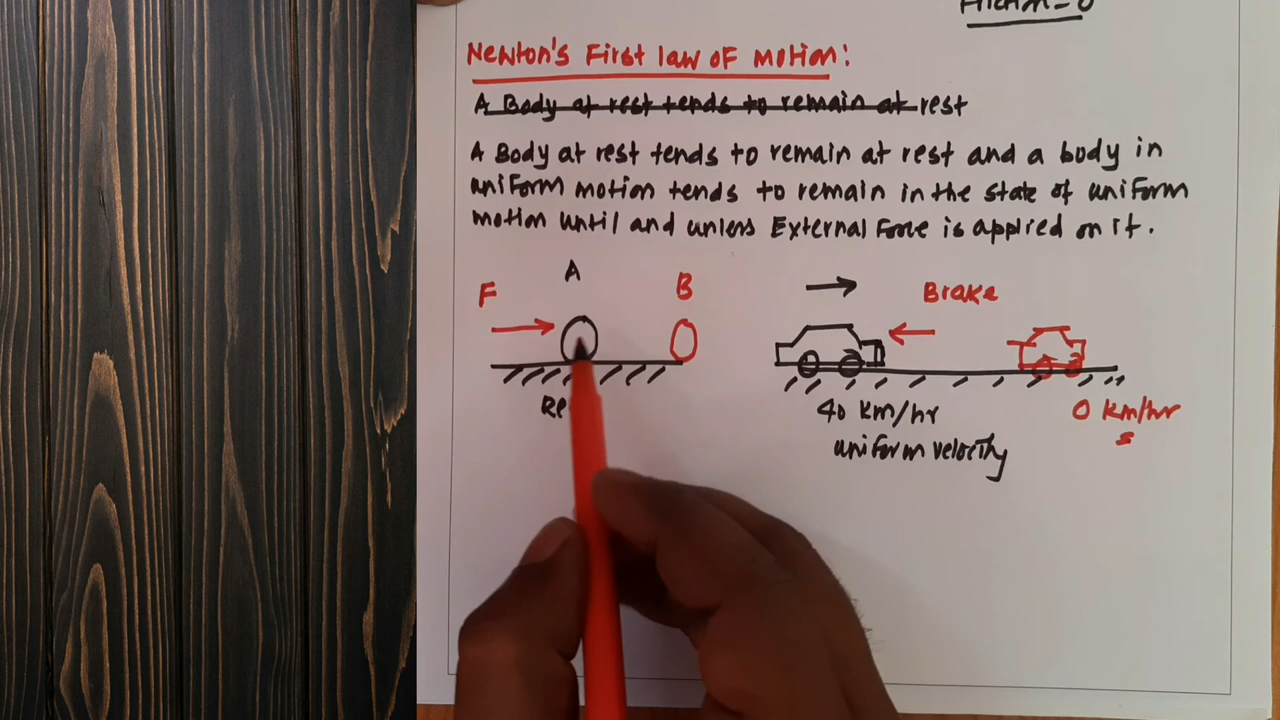 Newton's First law of motion:
A Body at rest tends to remain at rest
A Body at rest tends to remain at rest and a body in
uniform motion tends to remain in the state of uniform
motion until and unless External Force is applied on it.
A
F
B
Brake
40 km/hr
uniform velocity
0 km/hr
s